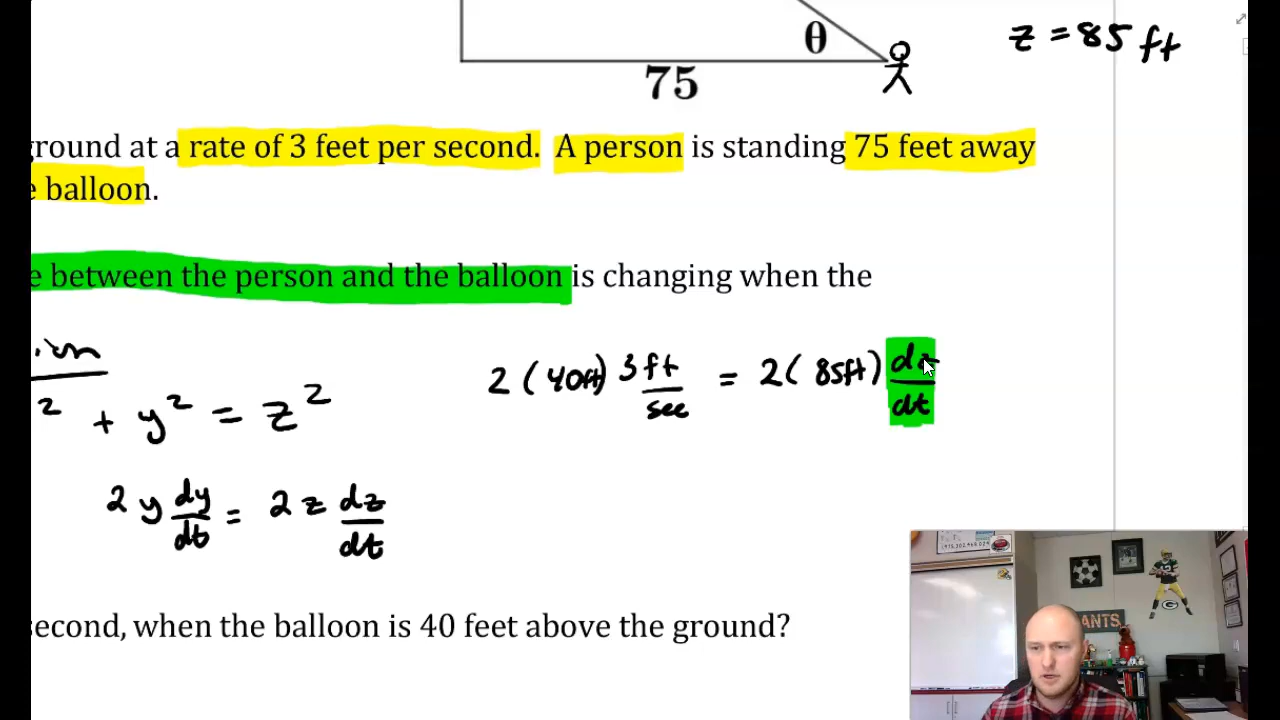 θ
z = 85 ft
75
ground at a rate of 3 feet per second. A person is standing 75 feet away
e balloon.
e between the person and the balloon is changing when the
2 (40ft) 3 ft/sec = 2 (85ft) dz/dt
2 + y² = z²
2y dy/dt = 2z dz/dt
second, when the balloon is 40 feet above the ground?
ANTS
G